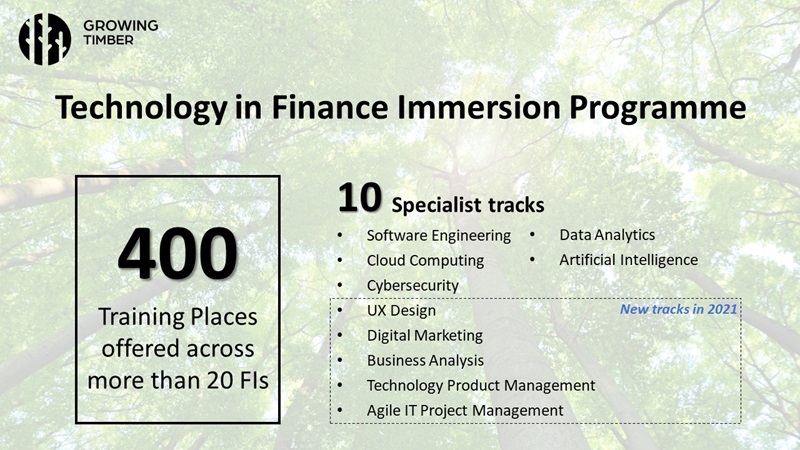 GROWING
TIMBER
Technology in Finance Immersion Programme
400
Training Places
offered across
more than 20 FIs
10 Specialist tracks
• Software Engineering
• Cloud Computing
• Cybersecurity
• UX Design
• Digital Marketing
• Business Analysis
• Technology Product Management
• Agile IT Project Management
• Data Analytics
• Artificial Intelligence
New tracks in 2021